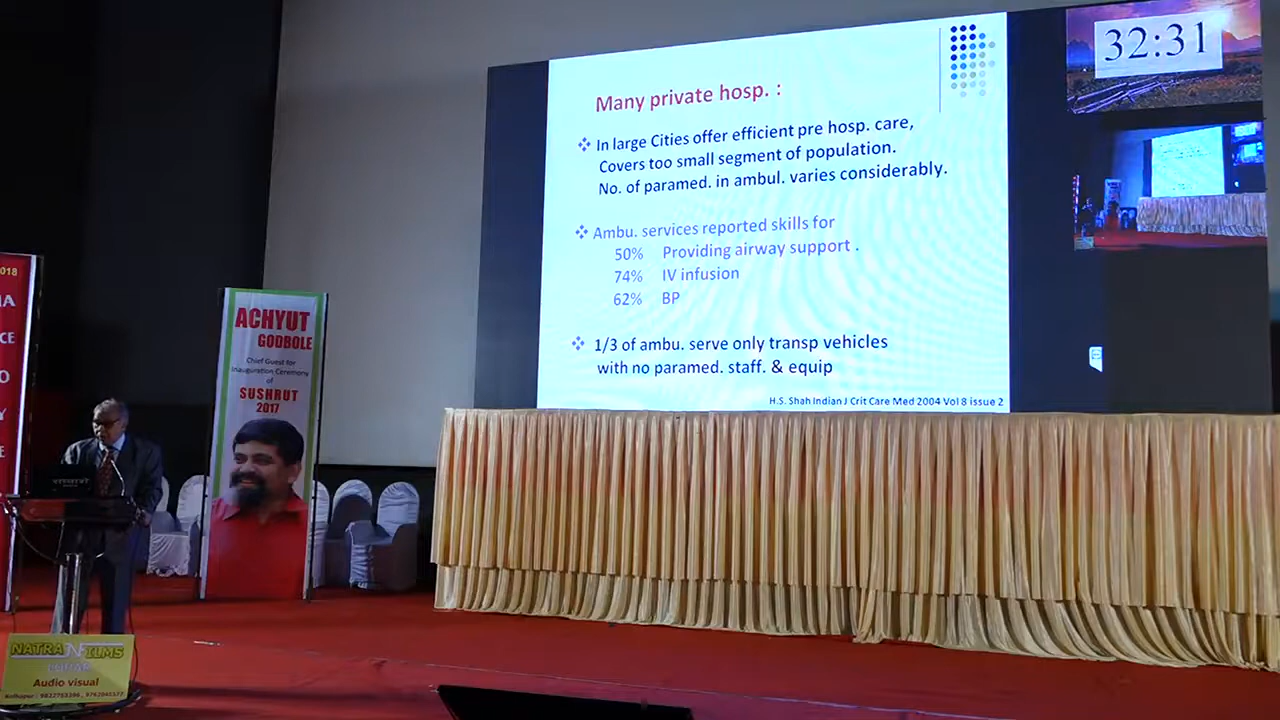 32:31
Many private hosp. :
In large Cities offer efficient pre hosp. care,
Covers too small segment of population.
No. of paramed. in ambul. varies considerably.
Ambu. services reported skills for
50% Providing airway support .
74% IV infusion
62% BP
1/3 of ambu. serve only transp vehicles
with no paramed. staff. & equip
H.S. Shah Indian J Crit Care Med 2004 Vol 8 issue 2
2018
ACHYUT
GODBOLE
Chief Guest for
Inauguration Ceremony
of
SUSHRUT
2017
Audio visual